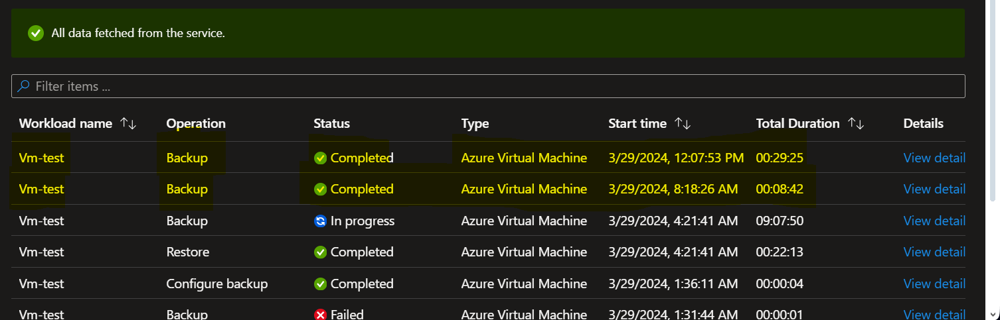 All data fetched from the service.
Filter items ...
Workload name Operation Status Type Start time Total Duration Details
Vm-test Backup Completed Azure Virtual Machine 3/29/2024, 12:07:53 PM 00:29:25 View detail
Vm-test Backup Completed Azure Virtual Machine 3/29/2024, 8:18:26 AM 00:08:42 View detail
Vm-test Backup In progress Azure Virtual Machine 3/29/2024, 4:21:41 AM 09:07:50 View detail
Vm-test Restore Completed Azure Virtual Machine 3/29/2024, 4:21:41 AM 00:22:13 View detail
Vm-test Configure backup Completed Azure Virtual Machine 3/29/2024, 1:36:11 AM 00:00:04 View detail
Vm-test Backup Failed Azure Virtual Machine 3/29/2024, 1:31:44 AM 00:00:01 View detail